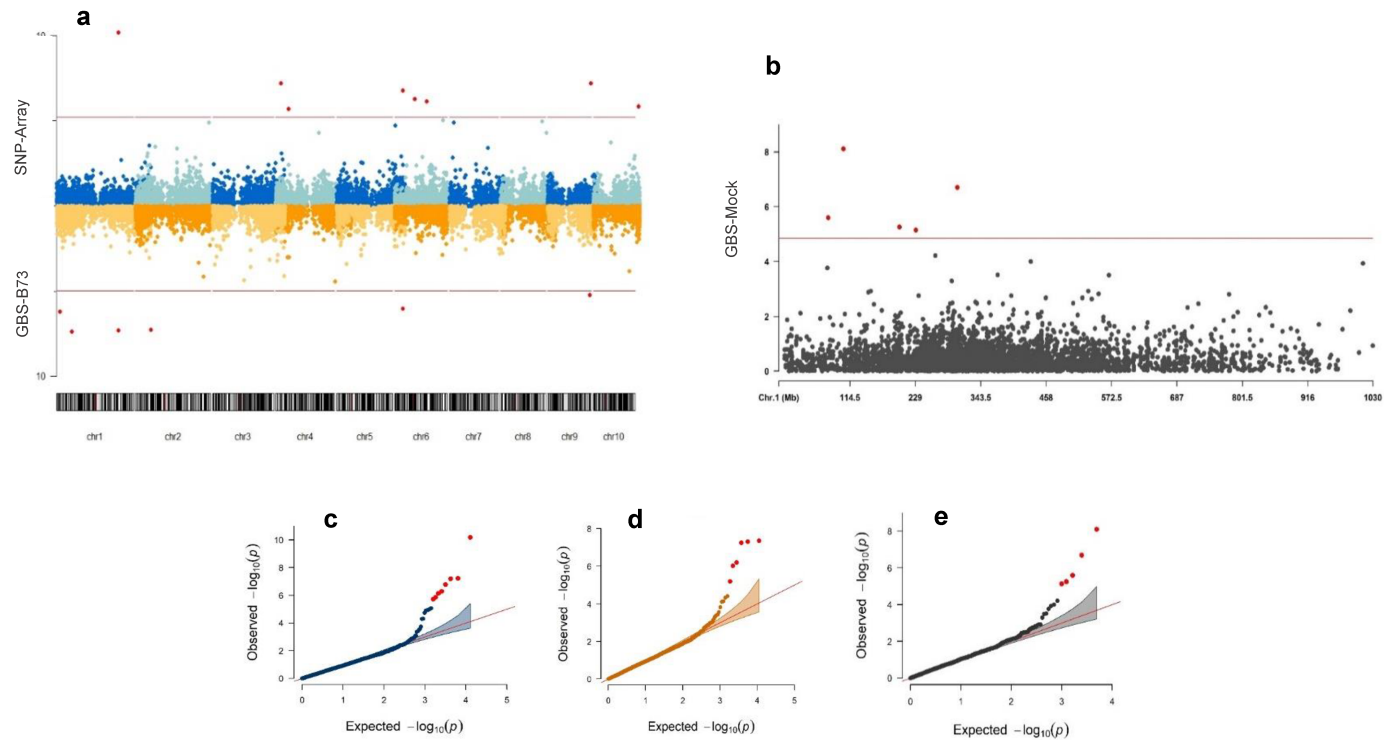 a
SNP-Array
GBS-B73
10
chr1 chr2 chr3 chr4 chr5 chr6 chr7 chr8 chr9 chr10
b
GBS-Mock
8
6
4
2
0
Chr.1 (Mb) 114.5 229 343.5 458 572.5 687 801.5 916 1030
c
Observed −log10(p)
10
8
6
4
2
0
0 1 2 3 4 5
Expected −log10(p)
d
Observed −log10(p)
8
6
4
2
0
0 1 2 3 4 5
Expected −log10(p)
e
Observed −log10(p)
8
6
4
2
0
0 1 2 3 4
Expected −log10(p)